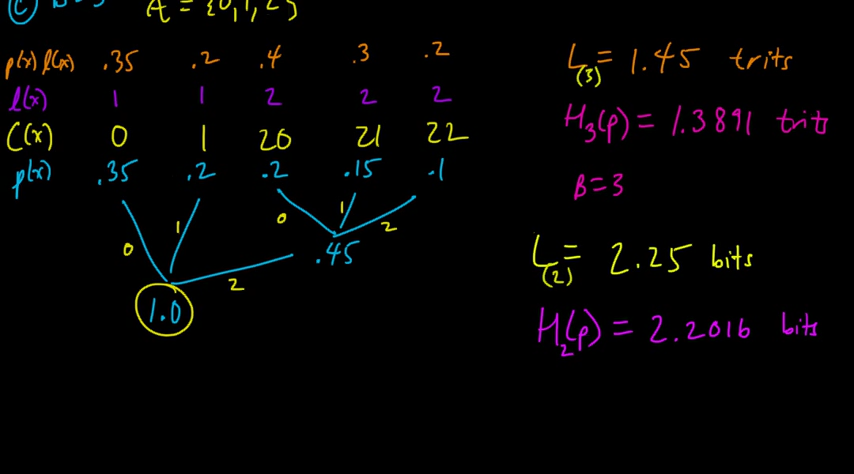 (c) B = 3 A = {0, 1, 2}
p(x) l(x) .35 .2 .4 .3 .2
l(x) 1 1 2 2 2
C(x) 0 1 20 21 22
p(x) .35 .2 .2 .15 .1
0 1 0 1 2
.45
2
1.0
L(3) = 1.45 trits
H₃(p) = 1.3891 trits
B=3
L(2) = 2.25 bits
H₂(p) = 2.2016 bits